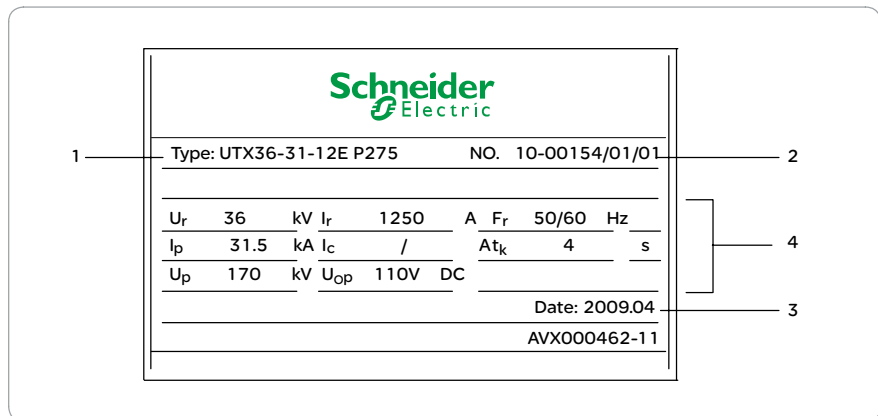 Schneider
Electric
1 Type: UTX36-31-12E P275 NO. 10-00154/01/01 2
Ur 36 kV Ir 1250 A Fr 50/60 Hz
Ip 31.5 kA Ic / Atk 4 s 4
Up 170 kV Uop 110V DC
Date: 2009.04 3
AVX000462-11